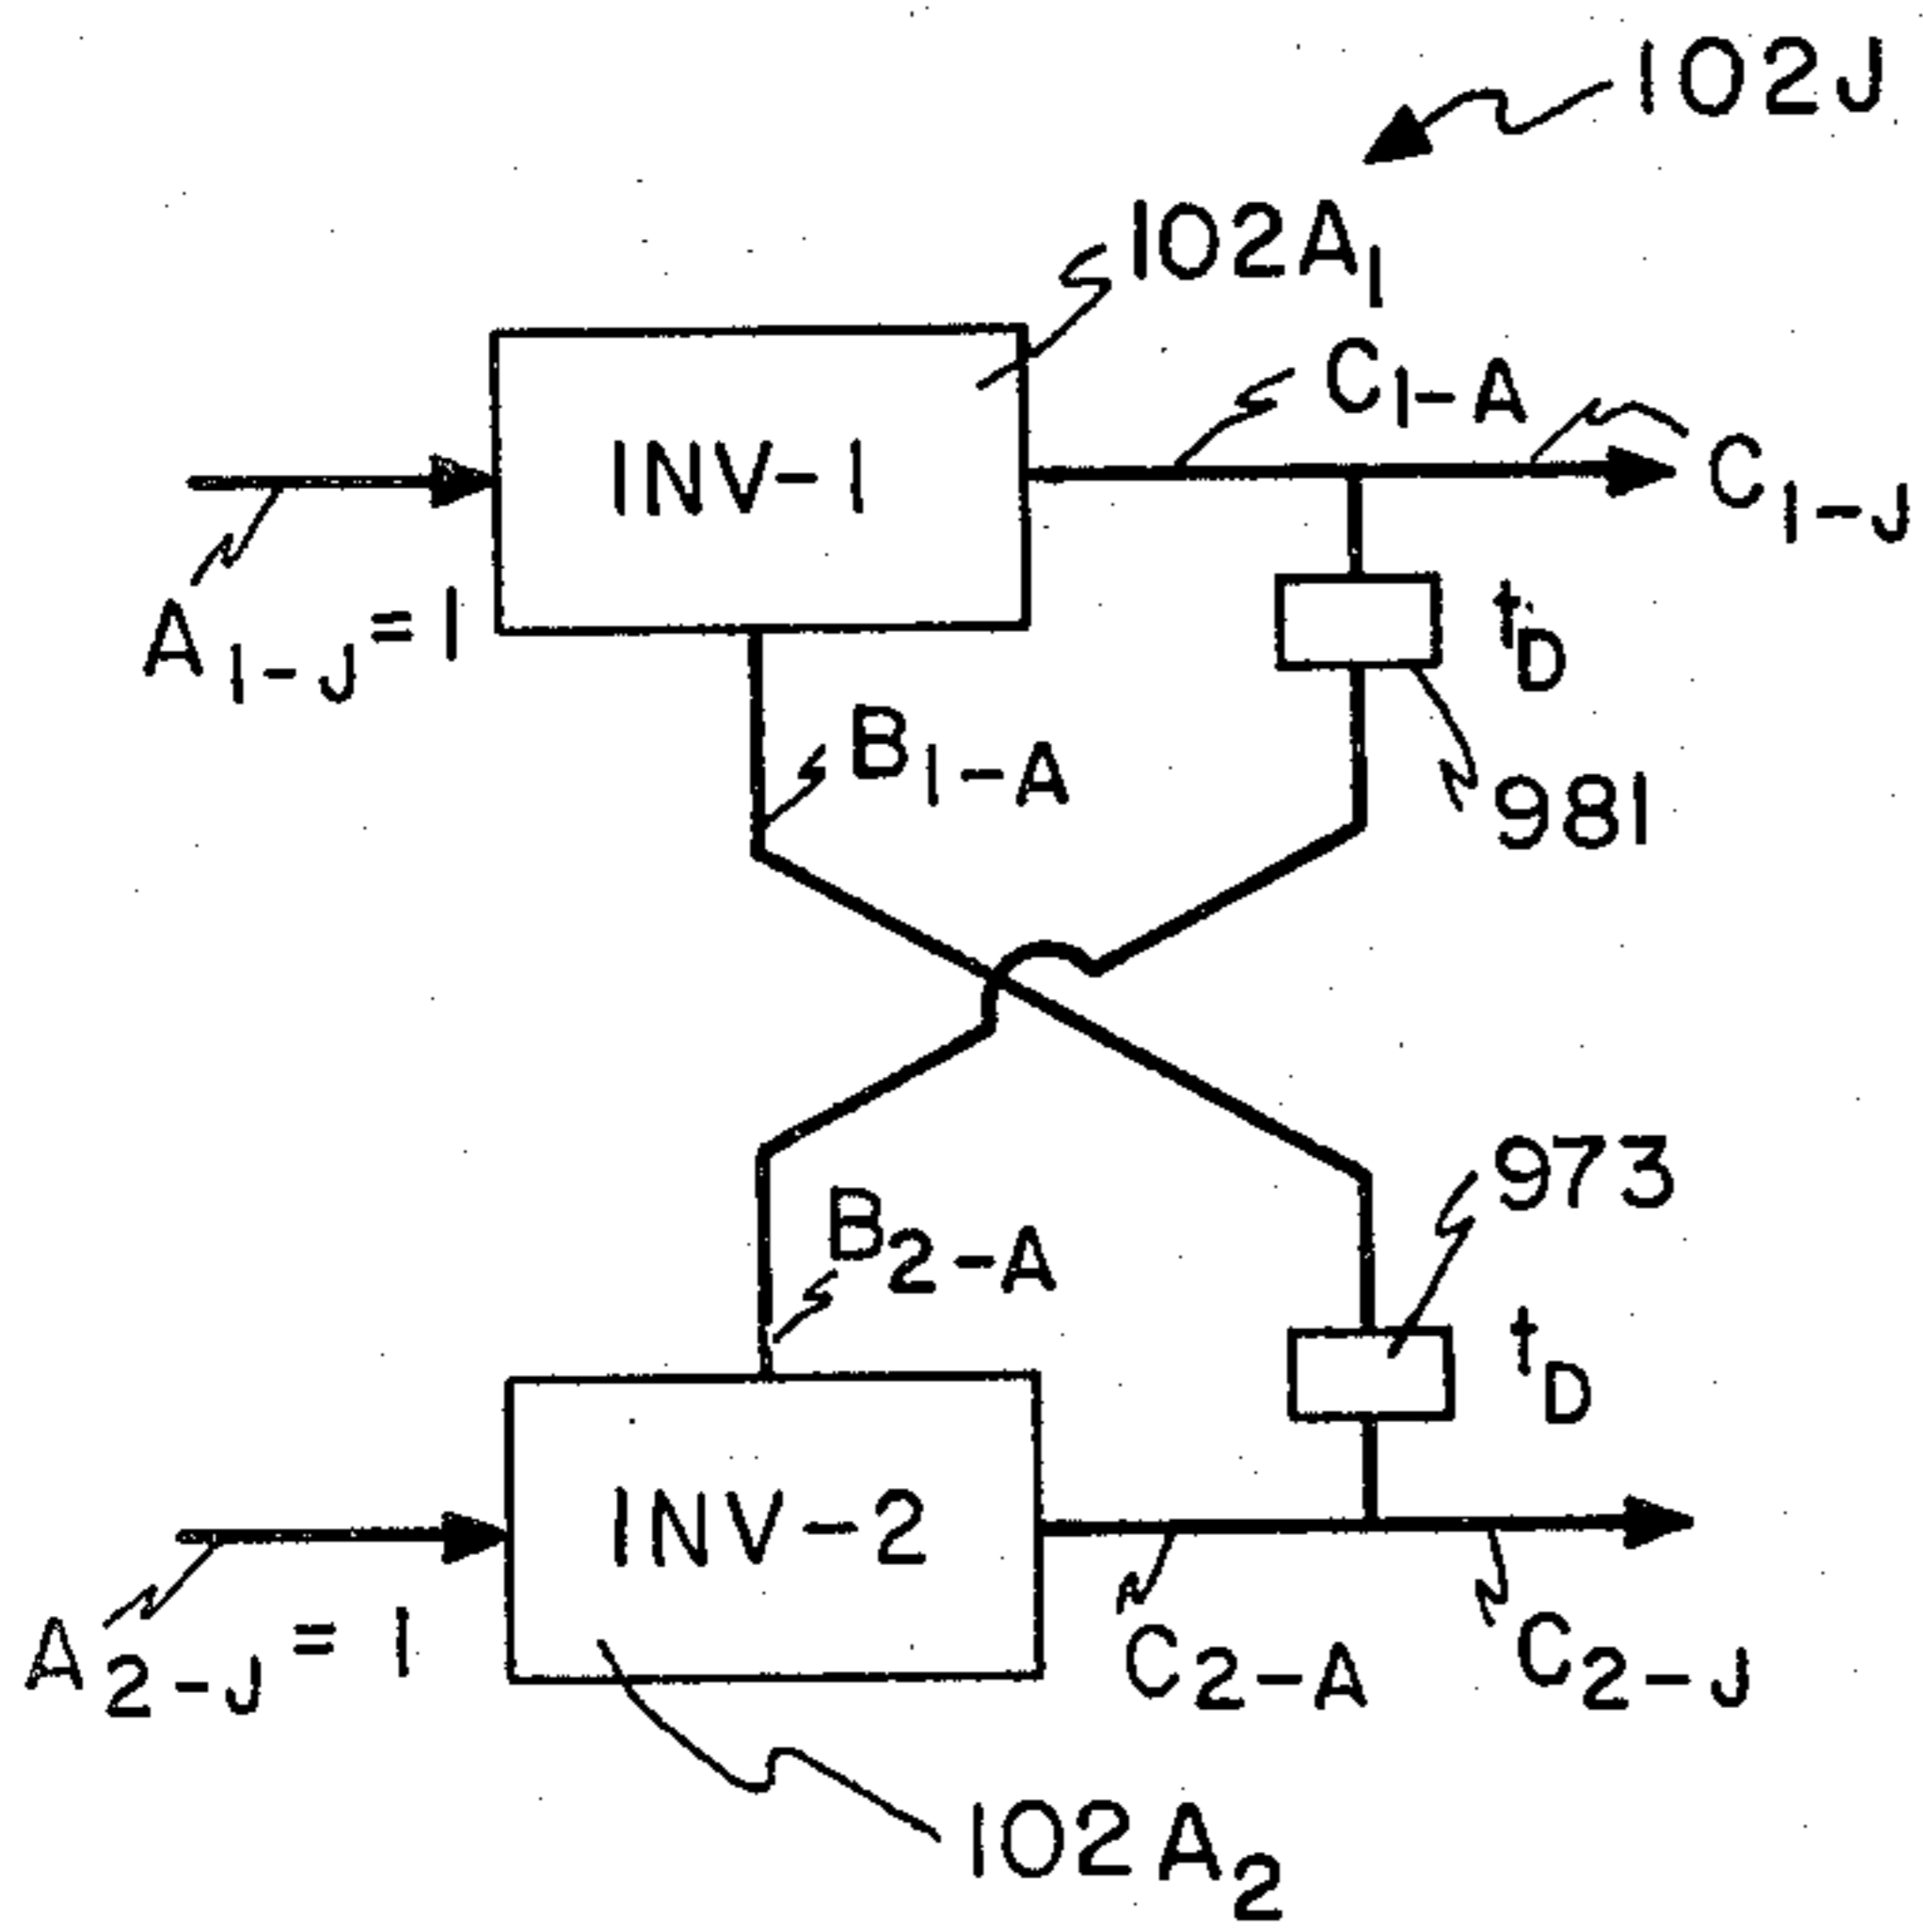 102J
102A₁
C₁₋A
INV-1
C₁₋J
A₁₋J=1
tD
B₁₋A
981
973
B₂₋A
tD
INV-2
A₂₋J=1
C₂₋A
C₂₋J
102A₂